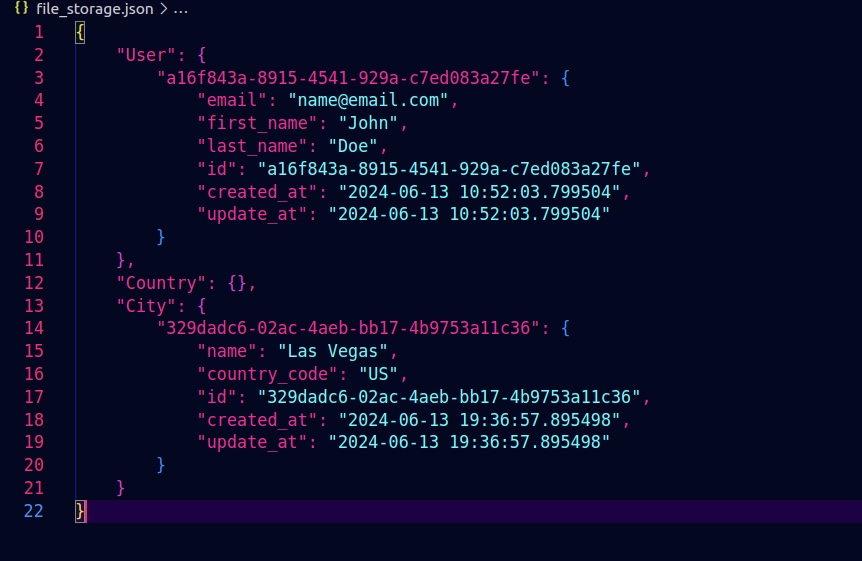 {} file_storage.json > ...
1 {
2     "User": {
3         "a16f843a-8915-4541-929a-c7ed083a27fe": {
4             "email": "name@email.com",
5             "first_name": "John",
6             "last_name": "Doe",
7             "id": "a16f843a-8915-4541-929a-c7ed083a27fe",
8             "created_at": "2024-06-13 10:52:03.799504",
9             "update_at": "2024-06-13 10:52:03.799504"
10         }
11     },
12     "Country": {},
13     "City": {
14         "329dadc6-02ac-4aeb-bb17-4b9753a11c36": {
15             "name": "Las Vegas",
16             "country_code": "US",
17             "id": "329dadc6-02ac-4aeb-bb17-4b9753a11c36",
18             "created_at": "2024-06-13 19:36:57.895498",
19             "update_at": "2024-06-13 19:36:57.895498"
20         }
21     }
22 }